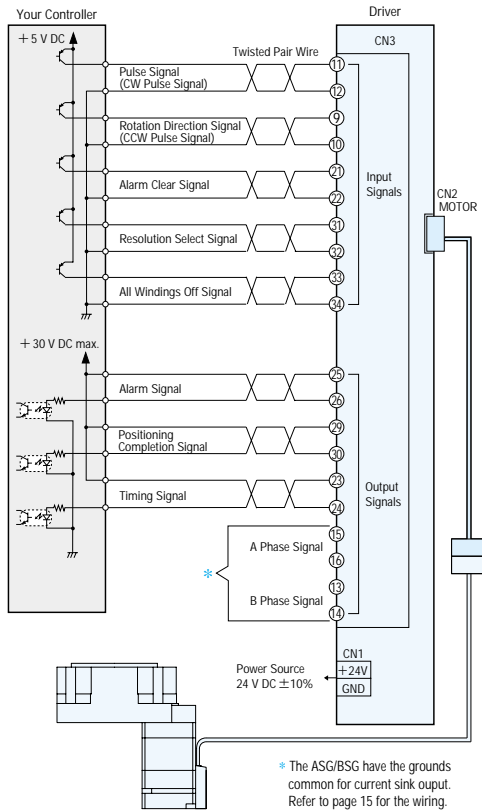 Your Controller
Driver
+5 V DC
CN3
Twisted Pair Wire
Pulse Signal
(CW Pulse Signal)
11
12
Rotation Direction Signal
(CCW Pulse Signal)
9
10
Alarm Clear Signal
21
22
Input
Signals
CN2
MOTOR
Resolution Select Signal
31
32
All Windings Off Signal
33
34
+30 V DC max.
Alarm Signal
25
26
Positioning
Completion Signal
29
30
Timing Signal
23
24
Output
Signals
A Phase Signal
15
16
*
B Phase Signal
13
14
CN1
Power Source
24 V DC ±10%
+24V
GND
* The ASG/BSG have the grounds
common for current sink ouput.
Refer to page 15 for the wiring.